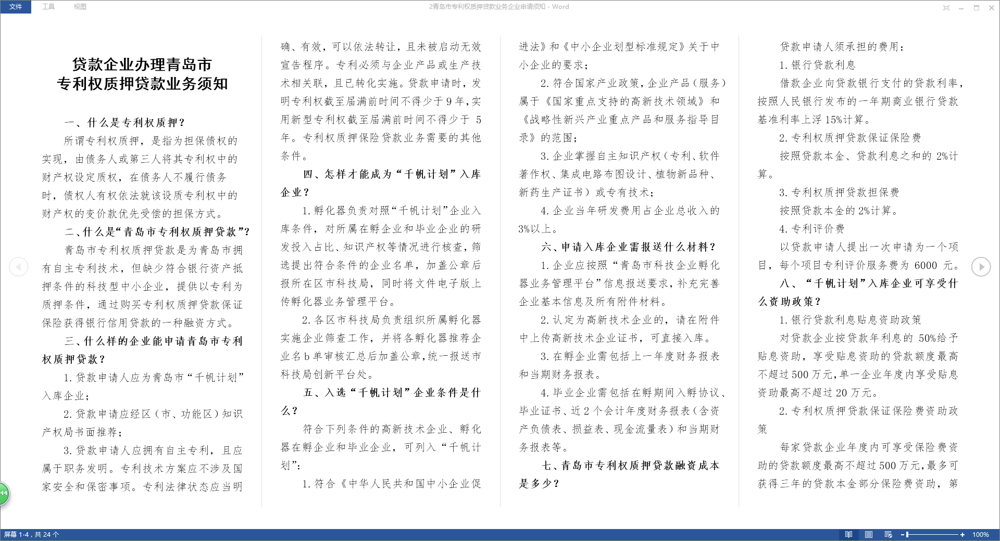 文件 工具 视图 2青岛市专利权质押贷款业务企业申请须知 - Word
贷款企业办理青岛市
专利权质押贷款业务须知
一、什么是专利权质押？
所谓专利权质押，是指为担保债权的
实现，由债务人或第三人将其专利权中的
财产权设定质权，在债务人不履行债务
时，债权人有权依法就该设质专利权中的
财产权的变价款优先受偿的担保方式。
二、什么是“青岛市专利权质押贷款”？
青岛市专利权质押贷款是为青岛市拥
有自主专利技术，但缺少符合银行资产抵
押条件的科技型中小企业，提供以专利为
质押条件，通过购买专利权质押贷款保证
保险获得银行信用贷款的一种融资方式。
三、什么样的企业能申请青岛市专利
权质押贷款？
1.贷款申请人应为青岛市“千帆计划”
入库企业；
2.贷款申请应经区（市、功能区）知识
产权局书面推荐；
3.贷款申请人应拥有自主专利，且应
属于职务发明。专利技术方案应不涉及国
家安全和保密事项。专利法律状态应当明
确、有效，可以依法转让，且未被启动无效
宣告程序。专利必须与企业产品或生产技
术相关联，且已转化实施。贷款申请时，发
明专利权截至届满前时间不得少于9年，实
用新型专利权截至届满前时间不得少于 5
年。专利权质押保险贷款业务需要的其他
条件。
四、怎样才能成为“千帆计划”入库
企业？
1.孵化器负责对照“千帆计划”企业入
库条件，对所属在孵企业和毕业企业的研
发投入占比、知识产权等情况进行核查，筛
选提出符合条件的企业名单，加盖公章后
报所在区市科技局，同时将文件电子版上
传孵化器业务管理平台。
2.各区市科技局负责组织所属孵化器
实施企业筛查工作，并将各孵化器推荐企
业名b单审核汇总后加盖公章，统一报送市
科技局创新平台处。
五、入选“千帆计划”企业条件是什
么？
符合下列条件的高新技术企业、孵化
器在孵企业和毕业企业，可列入“千帆计
划”：
1.符合《中华人民共和国中小企业促
进法》和《中小企业划型标准规定》关于中
小企业的要求；
2.符合国家产业政策，企业产品（服务）
属于《国家重点支持的高新技术领域》和
《战略性新兴产业重点产品和服务指导目
录》的范围；
3.企业掌握自主知识产权（专利、软件
著作权、集成电路布图设计、植物新品种、
新药生产证书）或专有技术；
4.企业当年研发费用占企业总收入的
3%以上。
六、申请入库企业需报送什么材料？
1.企业应按照“青岛市科技企业孵化
器业务管理平台”信息报送要求，补充完善
企业基本信息及所有附件材料。
2.认定为高新技术企业的，请在附件
中上传高新技术企业证书，可直接入库。
3.在孵企业需包括上一年度财务报表
和当期财务报表。
4.毕业企业需包括在孵期间入孵协议、
毕业证书、近2个会计年度财务报表（含资
产负债表、损益表、现金流量表）和当期财
务报表等。
七、青岛市专利权质押贷款融资成本
是多少？
贷款申请人须承担的费用：
1.银行贷款利息
借款企业向贷款银行支付的贷款利率，
按照人民银行发布的一年期商业银行贷款
基准利率上浮15%计算。
2.专利权质押贷款保证保险费
按照贷款本金、贷款利息之和的 2%计
算。
3.专利权质押贷款担保费
按照贷款本金的2%计算。
4.专利评价费
以贷款申请人提出一次申请为一个项
目，每个项目专利评价服务费为 6000 元。
八、“千帆计划”入库企业可享受什
么资助政策？
1.银行贷款利息贴息资助政策
对贷款企业按贷款年利息的 50%给予
贴息资助，享受贴息资助的贷款额度最高
不超过500万元，单一企业年度内享受贴息
资助最高不超过20万元。
2.专利权质押贷款保证保险费资助政
策
每家贷款企业年度内可享受保险费资
助的贷款额度最高不超过500万元，最多可
获得三年的贷款本金部分保险费资助，第
44
屏幕 1-4，共 24 个 100%